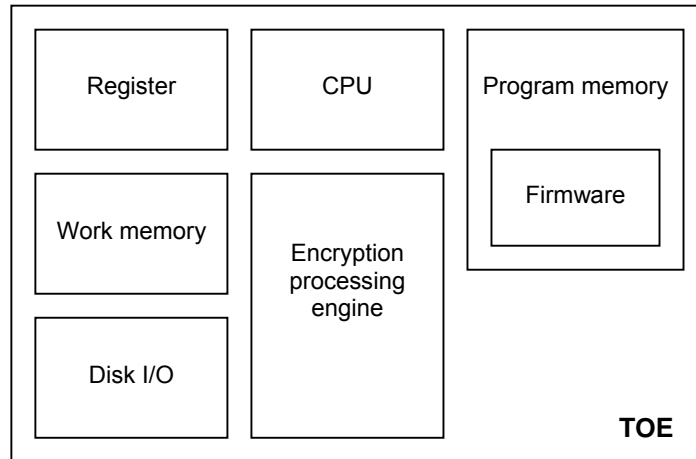 Register
CPU
Program memory
Firmware
Work memory
Encryption
processing
engine
Disk I/O
TOE